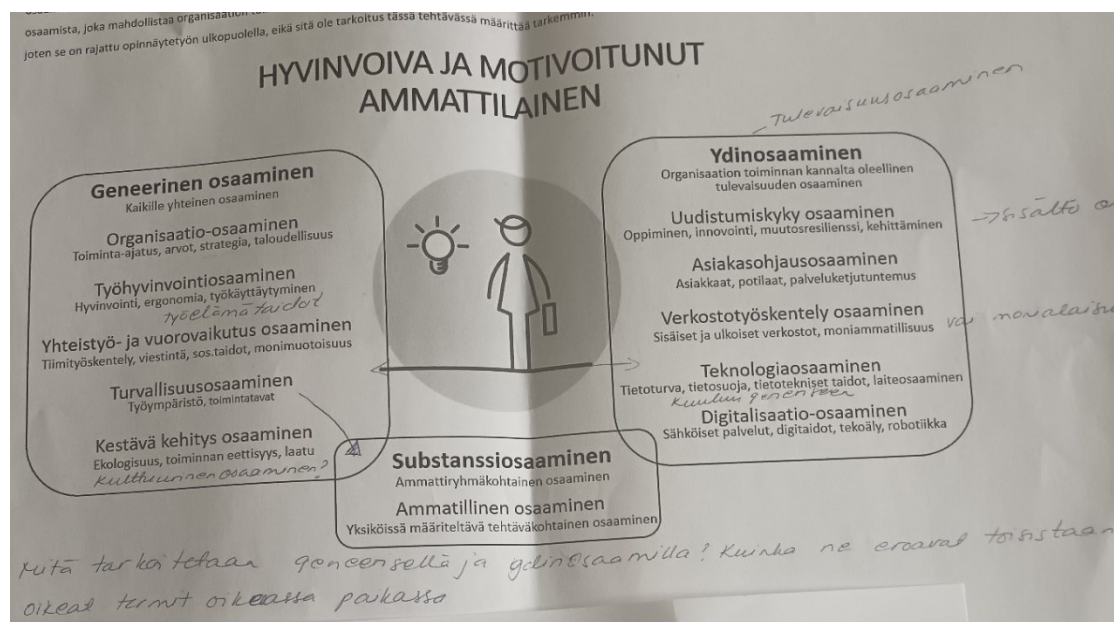 osaamista, joka mahdollistaa organisaation
joten se on rajattu opinnäytetyön ulkopuolella, eikä sitä ole tarkoitus tässä tehtävässä määrittää tarkemmin.
HYVINVOIVA JA MOTIVOITUNUT
AMMATTILAINEN
Tulevaisuusosaaminen
Geneerinen osaaminen
Kaikille yhteinen osaaminen
Organisaatio-osaaminen
Toiminta-ajatus, arvot, strategia, taloudellisuus
Työhyvinvointiosaaminen
Hyvinvointi, ergonomia, työkäyttäytyminen
työelämätaidot
Yhteistyö- ja vuorovaikutus osaaminen
Tiimityöskentely, viestintä, sos.taidot, monimuotoisuus
Turvallisuusosaaminen
Työympäristö, toimintatavat
Kestävä kehitys osaaminen
Ekologisuus, toiminnan eettisyys, laatu
Kulttuurinen osaaminen?
Ydinosaaminen
Organisaation toiminnan kannalta oleellinen
tulevaisuuden osaaminen
Uudistumiskyky osaaminen
Oppiminen, innovointi, muutosresilienssi, kehittäminen
→ sisältö
Asiakasohjausosaaminen
Asiakkaat, potilaat, palveluketjutuntemus
Verkostotyöskentely osaaminen
Sisäiset ja ulkoiset verkostot, moniammatillisuus
vai
Teknologiaosaaminen
Tietoturva, tietosuoja, tietotekniset taidot, laiteosaaminen
Kuuluu geneeriseen
Digitalisaatio-osaaminen
Sähköiset palvelut, digitaidot, tekoäly, robotiikka
Substanssiosaaminen
Ammattiryhmäkohtainen osaaminen
Ammatillinen osaaminen
Yksiköissä määriteltävä tehtäväkohtainen osaaminen
Mitä tarkoitetaan geneerisellä ja ydinosaamilla? Kuinka ne eroavat toisistaan
oikeat termit oikeassa paikassa